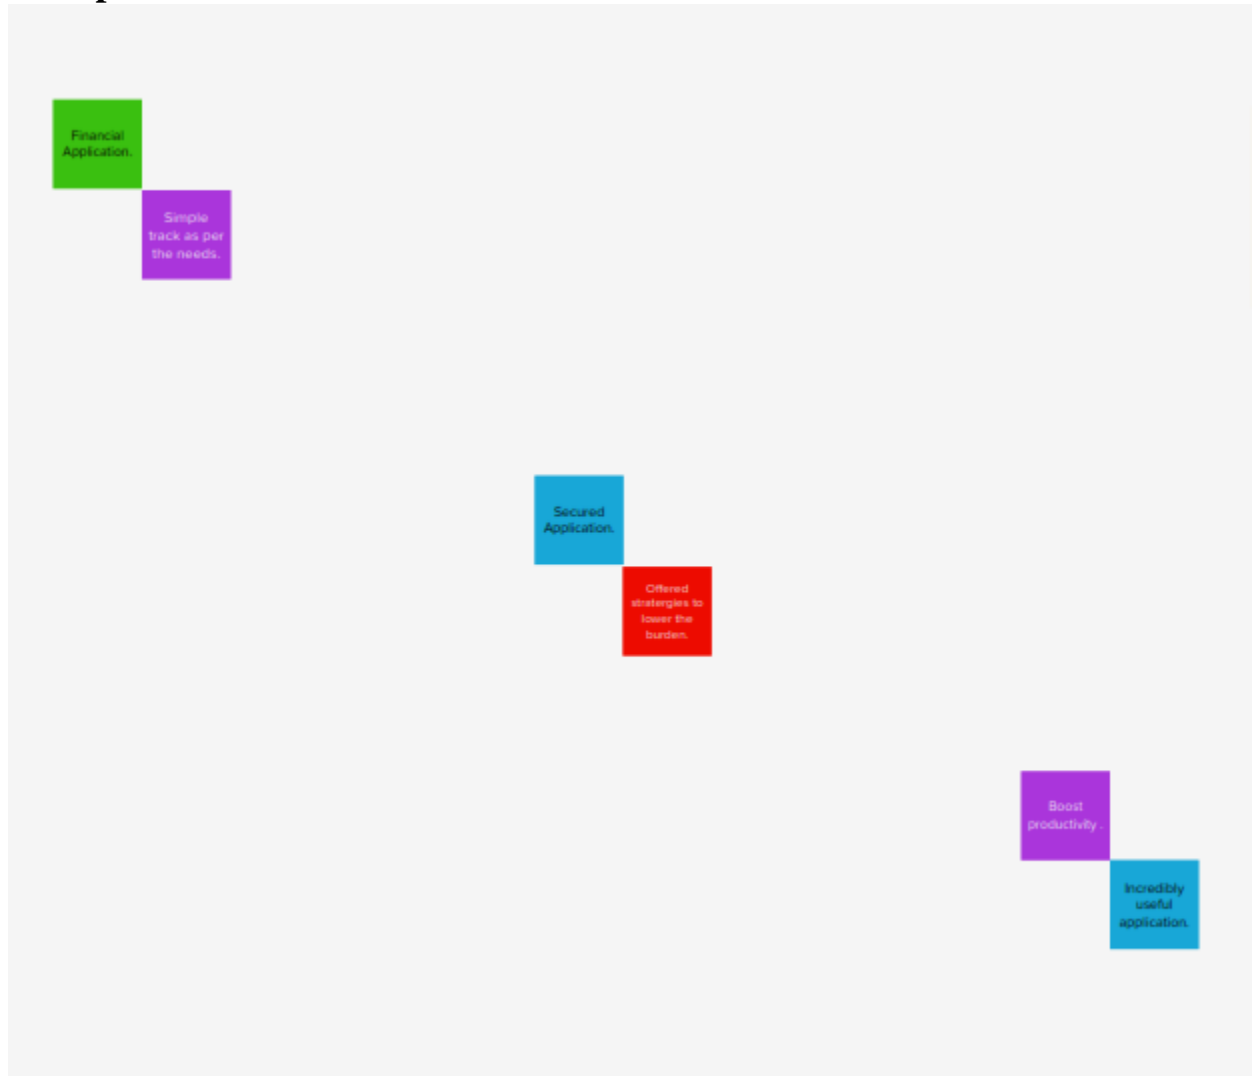 Financial
Application.
Simple
track as per
the needs.
Secured
Application.
Offered
stratergies to
lower the
burden.
Boost
productivity .
Incredibly
useful
application.